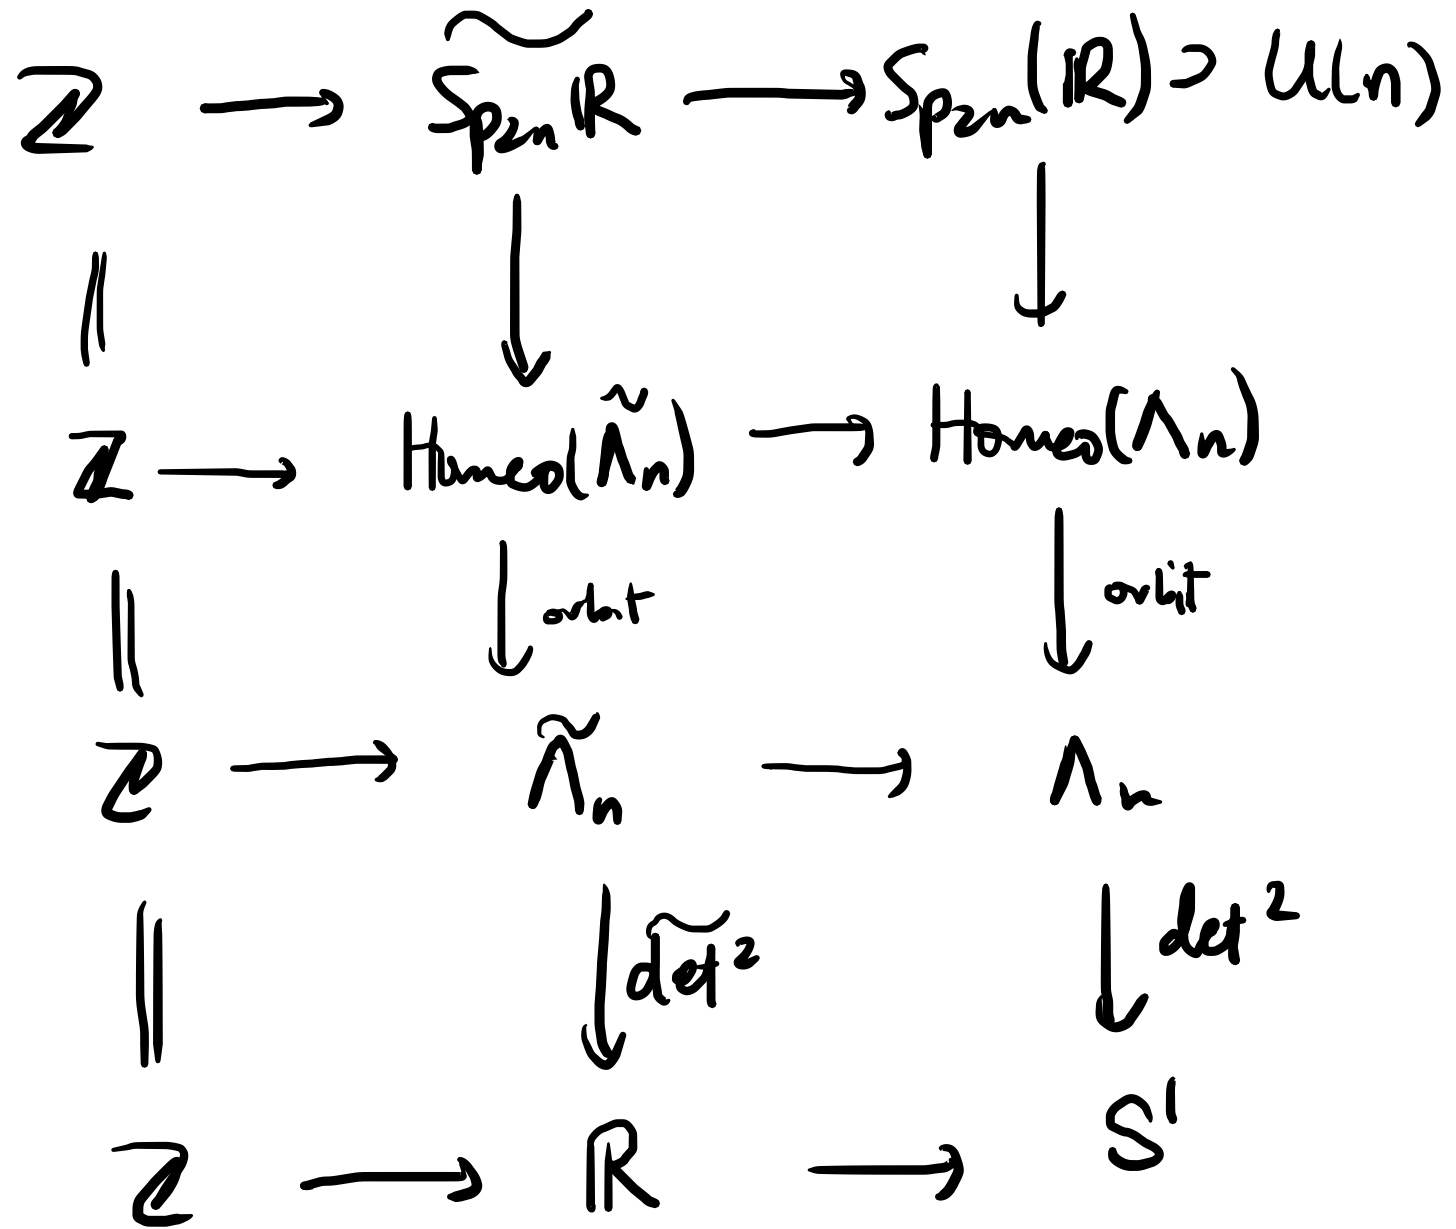 ℤ → S̃p₂ₙℝ → Sp₂ₙ(ℝ) ⊃ U(n)
ℤ → Homeo(Λ̃ₙ) → Homeo(Λₙ)
orbit orbit
ℤ → Λ̃ₙ → Λₙ
d͠et² det²
ℤ → ℝ → S¹